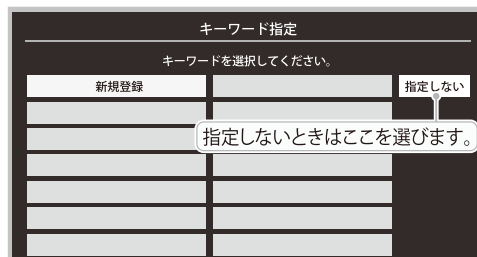 キーワード指定
キーワードを選択してください。
新規登録
指定しない
指定しないときはここを選びます。